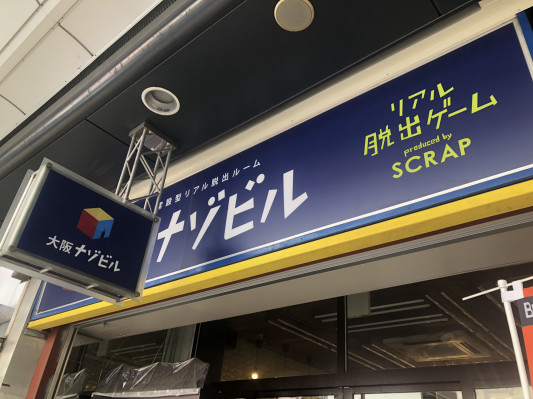 大阪ナゾビル
設型リアル脱出ルーム
ナゾビル
リアル
脱出ゲーム
produced by
SCRAP